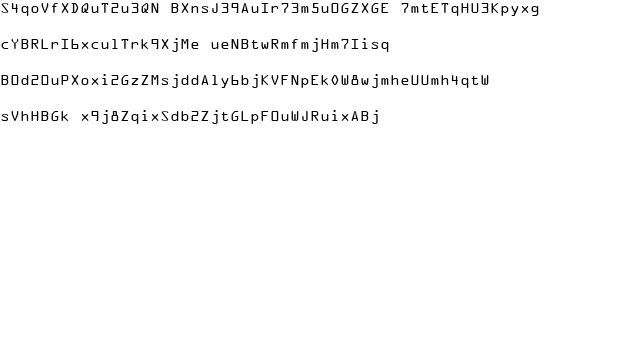 S4qoVfXDQuT2u3QN BXnsJ39AuIr73m5uOGZXGE 7mtETqHU3Kpyxg
cYBRLrI6xculTrk9XjMe ueNBtwRmfmjHm7Iisq
BOd2OuPXoxi2GzZMsjddAly6bjKVFNpEk0W8wjmheUUmh4qtW
sVhHBGk x9j8ZqixSdb2ZjtGLpFOuWJRuixABj